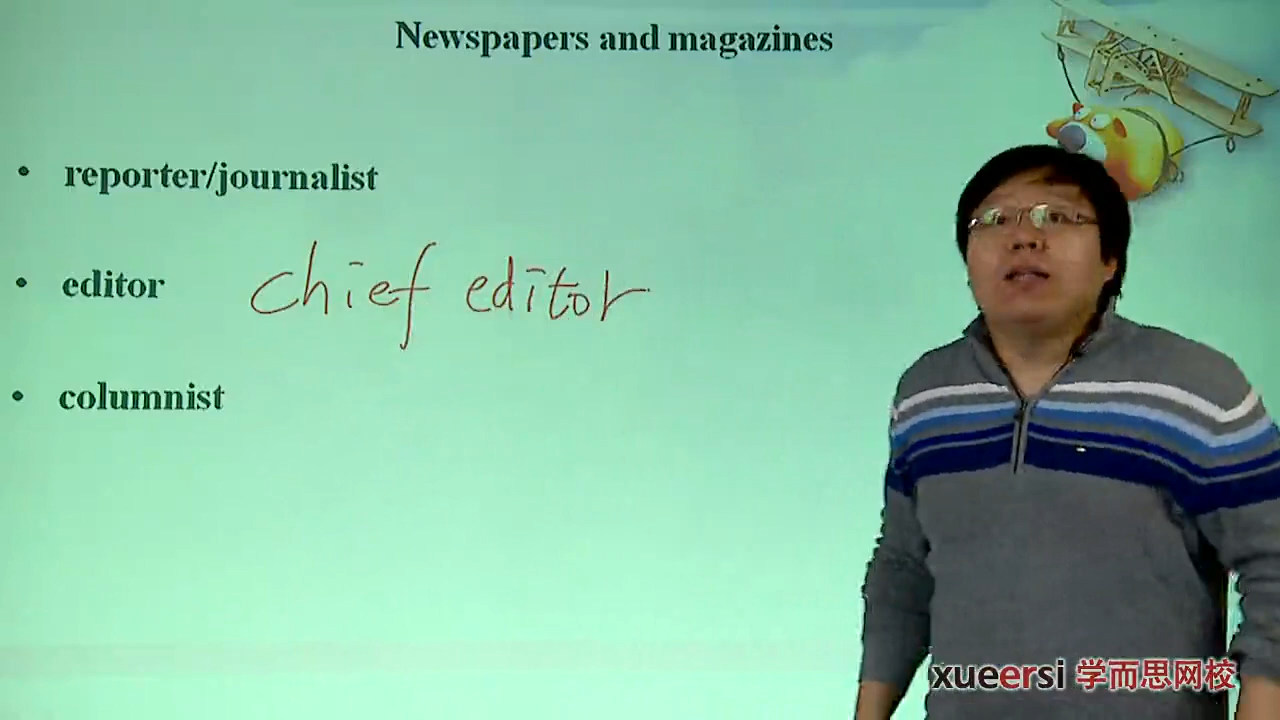 Newspapers and magazines
• reporter/journalist
• editor chief editor
• columnist
xueersi 学而思网校